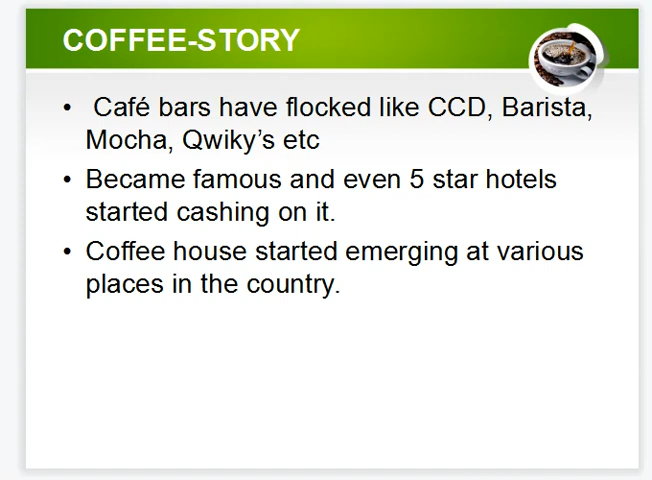 COFFEE-STORY
• Café bars have flocked like CCD, Barista,
Mocha, Qwiky’s etc
• Became famous and even 5 star hotels
started cashing on it.
• Coffee house started emerging at various
places in the country.